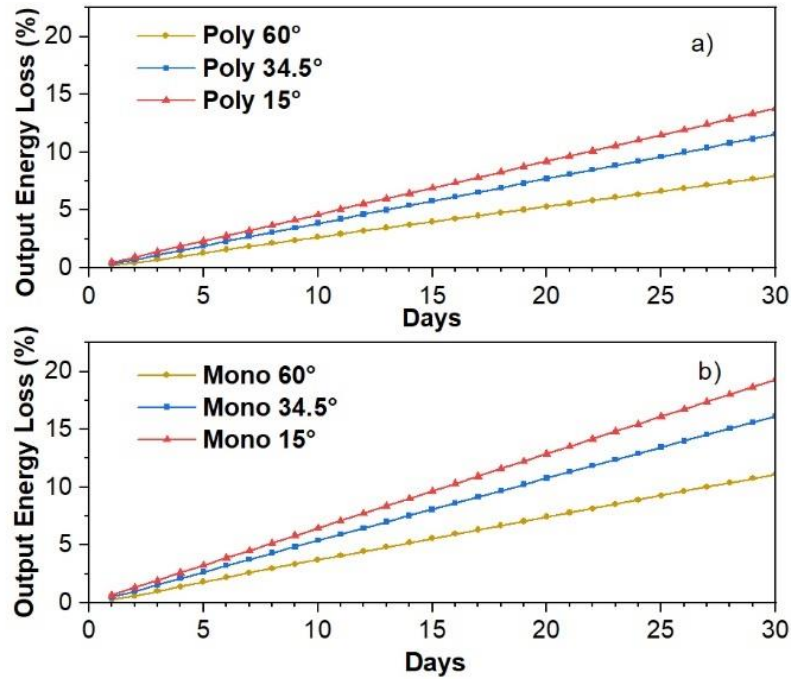 Output Energy Loss (%)
20
15
10
5
0
Poly 60°
Poly 34.5°
Poly 15°
a)
0 5 10 15 20 25 30
Days
Output Energy Loss (%)
20
15
10
5
0
Mono 60°
Mono 34.5°
Mono 15°
b)
0 5 10 15 20 25 30
Days